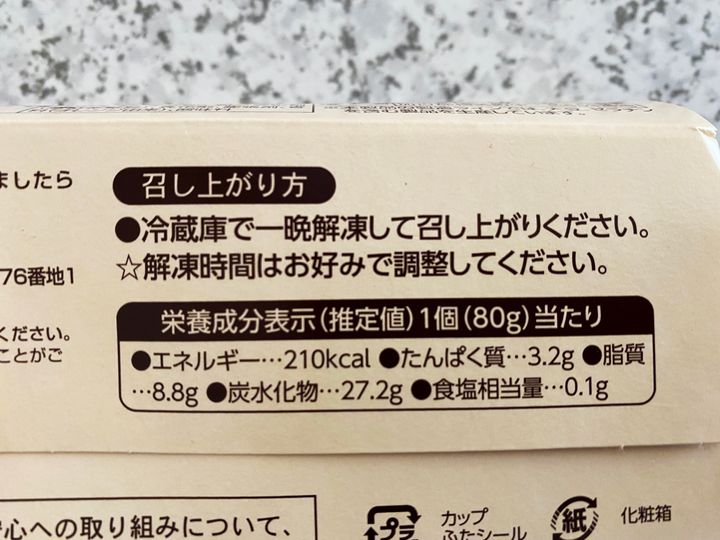 ましたら
召し上がり方
●冷蔵庫で一晩解凍して召し上がりください。
☆解凍時間はお好みで調整してください。
76番地1
ください。
ことがご
栄養成分表示(推定値)1個(80g)当たり
●エネルギー…210kcal ●たんぱく質…3.2g ●脂質
…8.8g ●炭水化物…27.2g ●食塩相当量…0.1g
心への取り組みについて、
プラ
カップ
ふたシール
紙
化粧箱